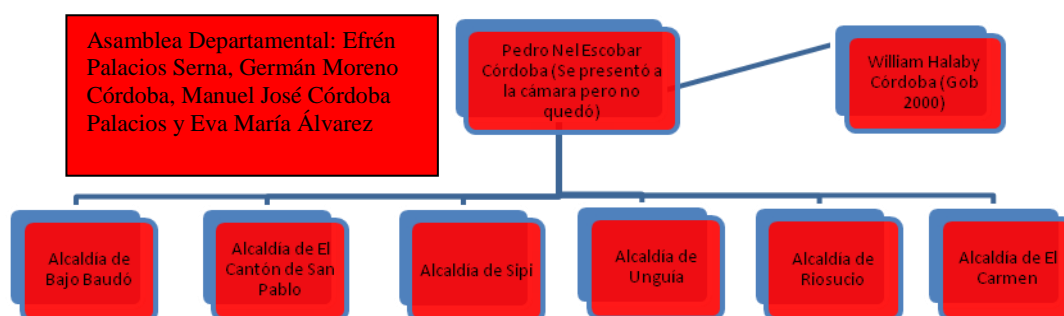 Asamblea Departamental: Efrén
Palacios Serna, Germán Moreno
Córdoba, Manuel José Córdoba
Palacios y Eva María Álvarez
Pedro Nel Escobar
Córdoba (Se presentó a
la cámara pero no
quedó)
William Halaby
Córdoba (Gob
2000)
Alcaldía de
Bajo Baudó
Alcaldía de El
Cantón de San
Pablo
Alcaldía de Sipí
Alcaldía de
Unguía
Alcaldía de
Riosucio
Alcaldía de El
Carmen